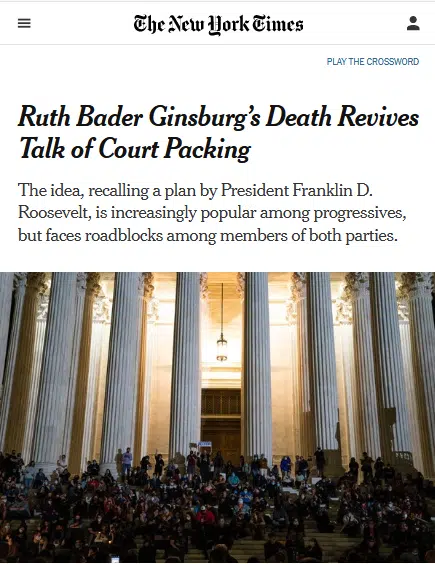 The New York Times
PLAY THE CROSSWORD
Ruth Bader Ginsburg’s Death Revives
Talk of Court Packing
The idea, recalling a plan by President Franklin D.
Roosevelt, is increasingly popular among progressives,
but faces roadblocks among members of both parties.